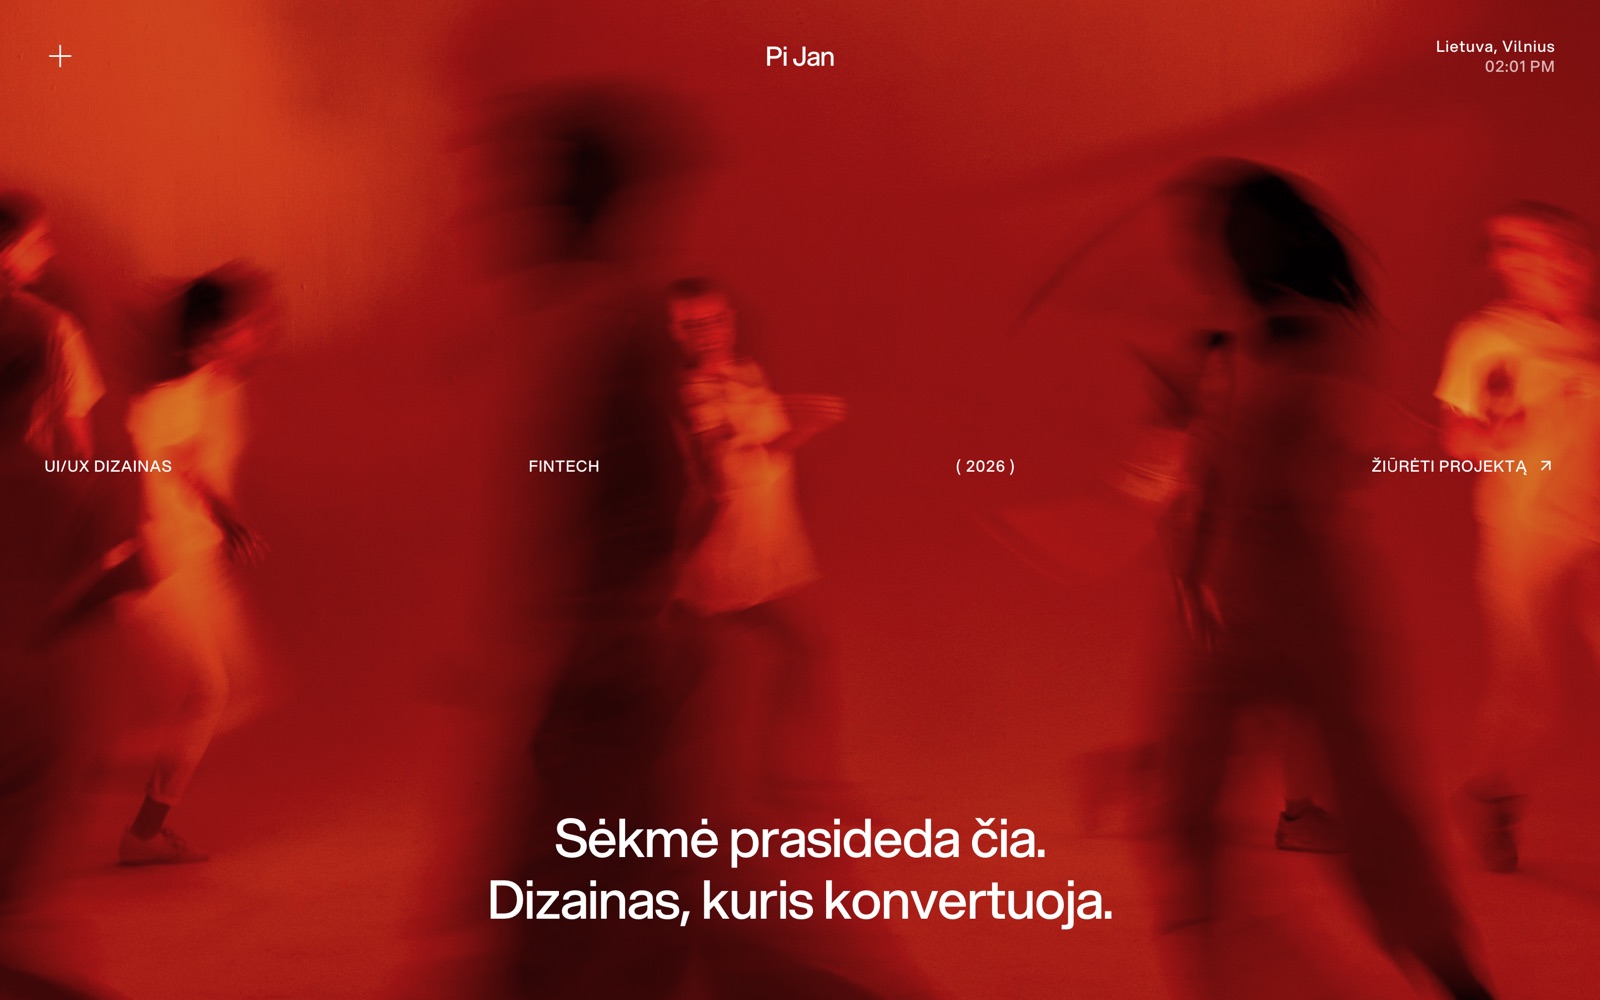 Pi Jan
Lietuva, Vilnius
02:01 PM
UI/UX DIZAINAS
FINTECH
( 2026 )
ŽIŪRĖTI PROJEKTĄ
Sėkmė prasideda čia.
Dizainas, kuris konvertuoja.